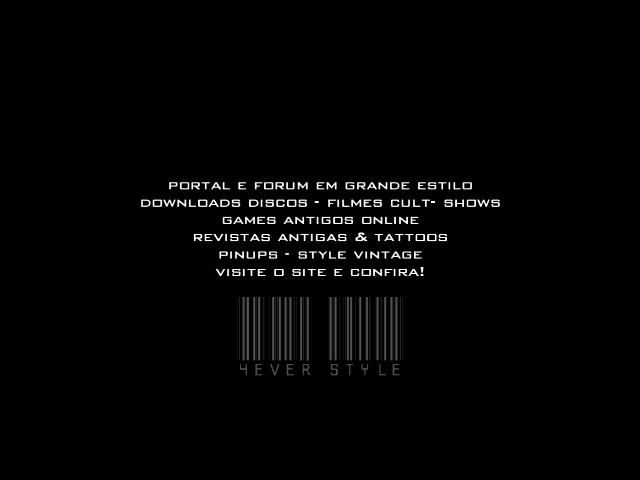 PORTAL E FORUM EM GRANDE ESTILO
DOWNLOADS DISCOS - FILMES CULT- SHOWS
GAMES ANTIGOS ONLINE
REVISTAS ANTIGAS & TATTOOS
PINUPS - STYLE VINTAGE
VISITE O SITE E CONFIRA!
4EVER STYLE